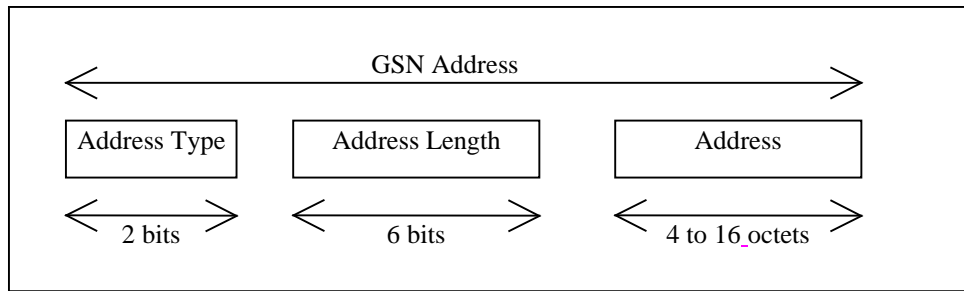 GSN Address
Address Type Address Length Address
2 bits 6 bits 4 to 16 octets